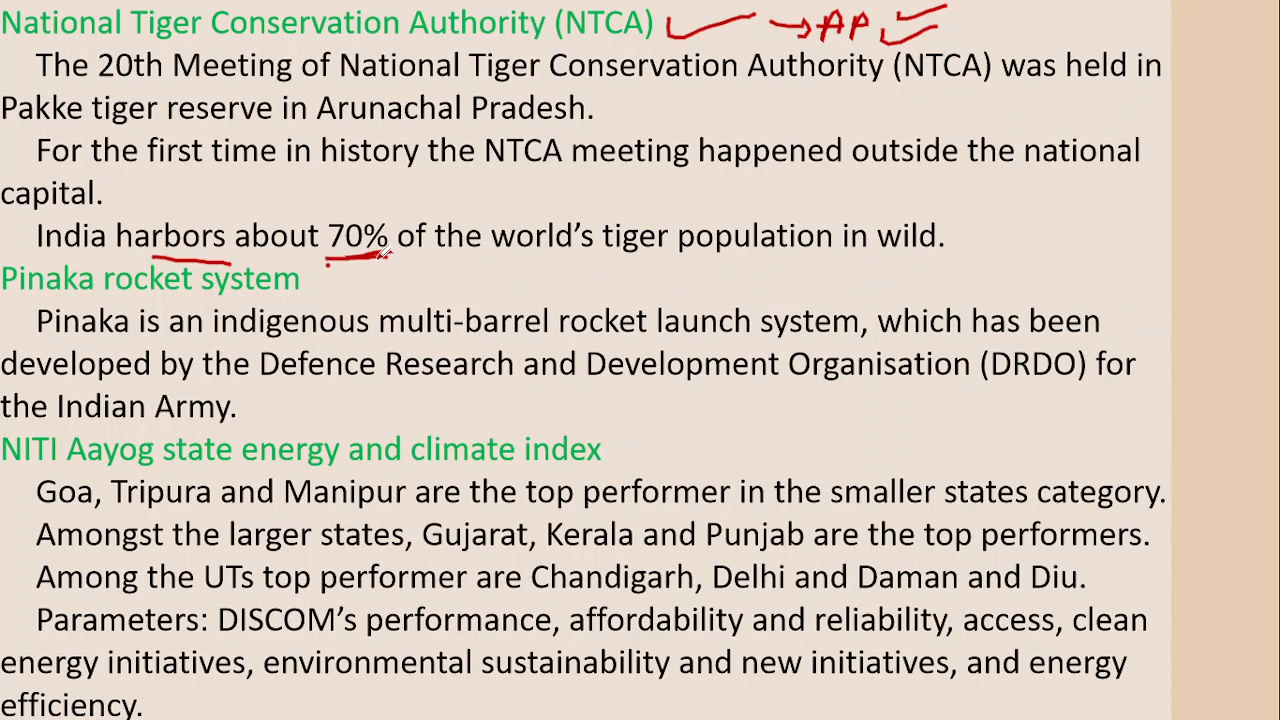 National Tiger Conservation Authority (NTCA) → AP
The 20th Meeting of National Tiger Conservation Authority (NTCA) was held in
Pakke tiger reserve in Arunachal Pradesh.
For the first time in history the NTCA meeting happened outside the national
capital.
India harbors about 70% of the world’s tiger population in wild.
Pinaka rocket system
Pinaka is an indigenous multi-barrel rocket launch system, which has been
developed by the Defence Research and Development Organisation (DRDO) for
the Indian Army.
NITI Aayog state energy and climate index
Goa, Tripura and Manipur are the top performer in the smaller states category.
Amongst the larger states, Gujarat, Kerala and Punjab are the top performers.
Among the UTs top performer are Chandigarh, Delhi and Daman and Diu.
Parameters: DISCOM’s performance, affordability and reliability, access, clean
energy initiatives, environmental sustainability and new initiatives, and energy
efficiency.